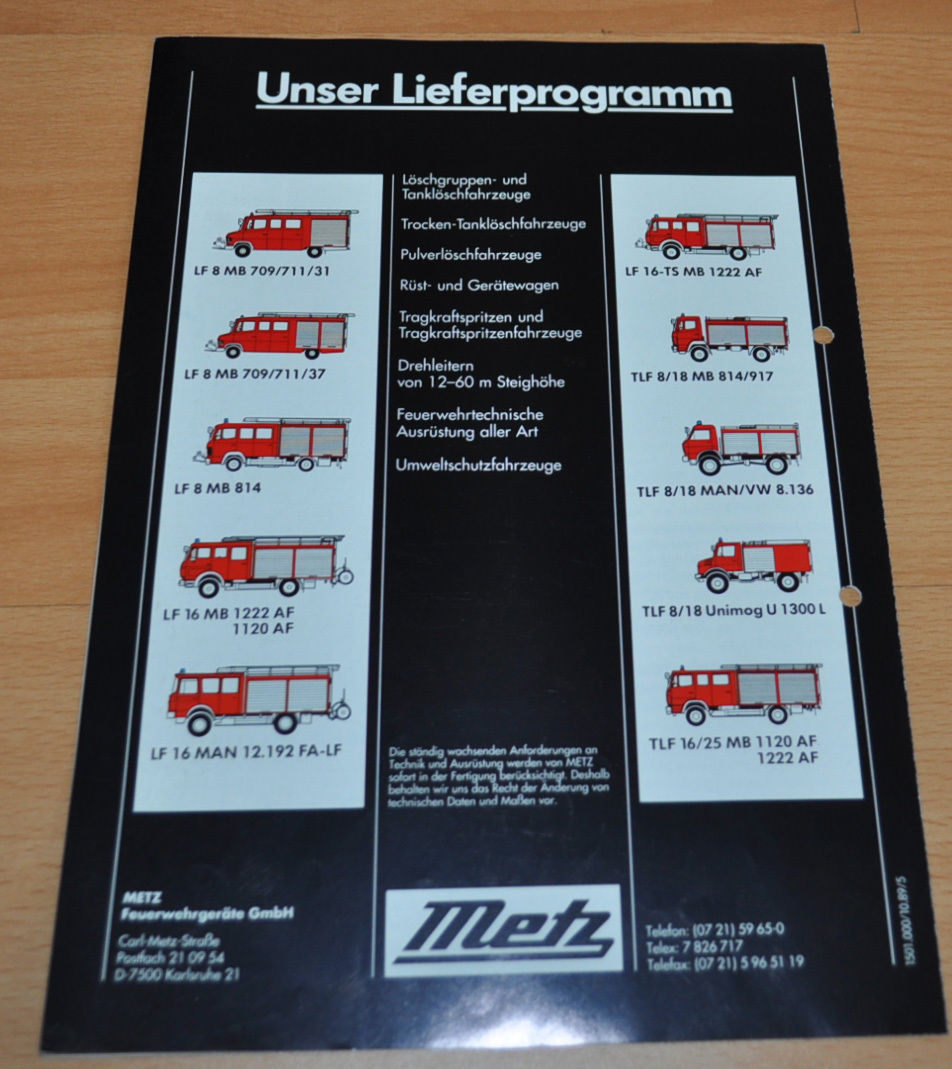 Unser Lieferprogramm
LF 8 MB 709/711/31
LF 8 MB 709/711/37
LF 8 MB 814
LF 16 MB 1222 AF
1120 AF
LF 16 MAN 12.192 FA-LF
Löschgruppen- und
Tanklöschfahrzeuge
Trocken-Tanklöschfahrzeuge
Pulverlöschfahrzeuge
Rüst- und Gerätewagen
Tragkraftspritzen und
Tragkraftspritzenfahrzeuge
Drehleitern
von 12–60 m Steighöhe
Feuerwehrtechnische
Ausrüstung aller Art
Umweltschutzfahrzeuge
Die ständig wachsenden Anforderungen an
Technik und Ausrüstung werden von METZ
sofort in der Fertigung berücksichtigt. Deshalb
behalten wir uns das Recht der Änderung von
technischen Daten und Maßen vor.
LF 16-TS MB 1222 AF
TLF 8/18 MB 814/917
TLF 8/18 MAN/VW 8.136
TLF 8/18 Unimog U 1300 L
TLF 16/25 MB 1120 AF
1222 AF
METZ
Feuerwehrgeräte GmbH
Carl-Metz-Straße
Postfach 21 09 54
D-7500 Karlsruhe 21
Metz
Telefon: (07 21) 59 65-0
Telex: 7 826 717
Telefax: (07 21) 5 96 51 19
1501.000/10.89/5